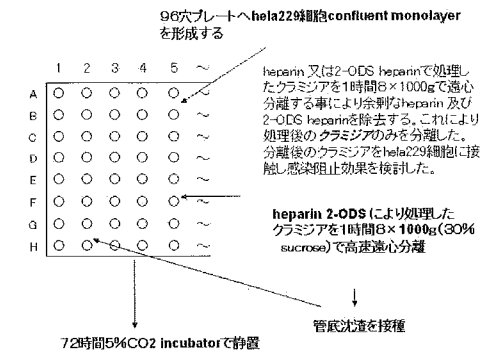 96穴プレートへhela229細胞confluent monolayer
を形成する
1 2 3 4 5 ～
A ～
B ～
C ～
D ～
E ～
F ～
G ～
H ～
heparin 又は2-ODS heparinで処理し
たクラミジアを1時間8×1000gで遠心
分離する事により余剰なheparin 及び
2-ODS heparinを除去する。これにより
処理後のクラミジアのみを分離した。
分離後のクラミジアをhela229細胞に接
触し感染阻止効果を検討した。
heparin 2-ODSにより処理した
クラミジアを1時間8×1000g(30%
sucrose)で高速遠心分離
管底沈渣を接種
72時間5%CO2 incubatorで静置